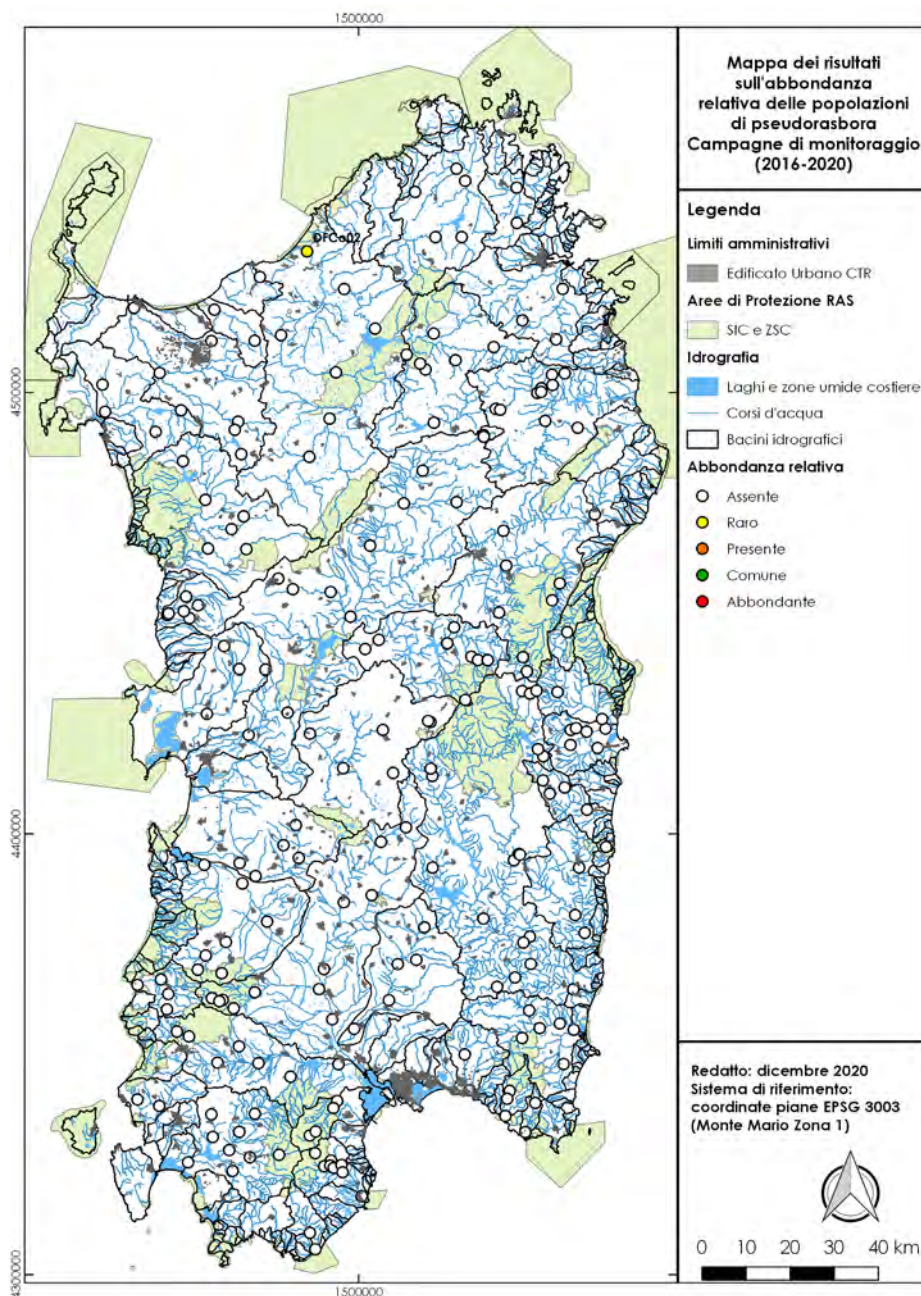 1500000
Mappa dei risultati
sull'abbondanza
relativa delle popolazioni
di pseudorasbora
Campagne di monitoraggio
(2016-2020)
Legenda
Limiti amministrativi
Edificato Urbano CTR
Aree di Protezione RAS
SIC e ZSC
Idrografia
Laghi e zone umide costiere
Corsi d'acqua
Bacini idrografici
Abbondanza relativa
Assente
Raro
Presente
Comune
Abbondante
4500000
4400000
4300000
Redatto: dicembre 2020
Sistema di riferimento:
coordinate piane EPSG 3003
(Monte Mario Zona 1)
0 10 20 30 40 km
1500000